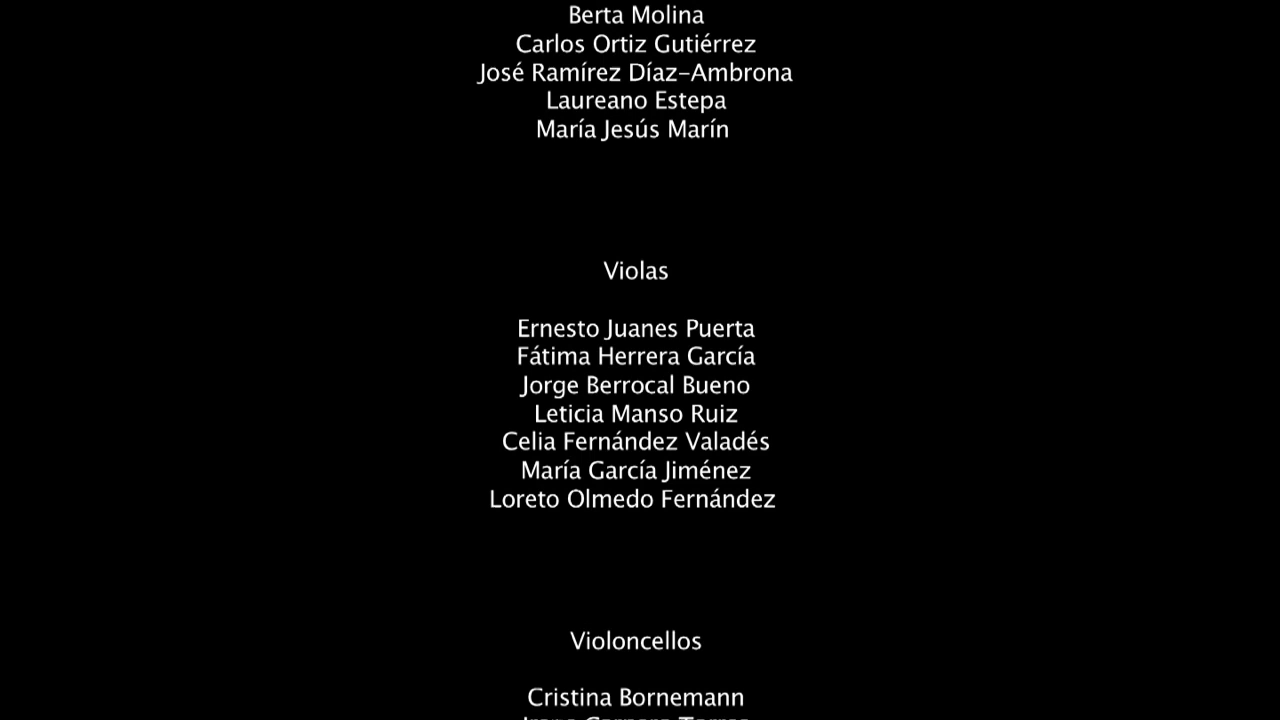 Berta Molina
Carlos Ortiz Gutiérrez
José Ramírez Díaz-Ambrona
Laureano Estepa
María Jesús Marín
Violas
Ernesto Juanes Puerta
Fátima Herrera García
Jorge Berrocal Bueno
Leticia Manso Ruiz
Celia Fernández Valadés
María García Jiménez
Loreto Olmedo Fernández
Violoncellos
Cristina Bornemann